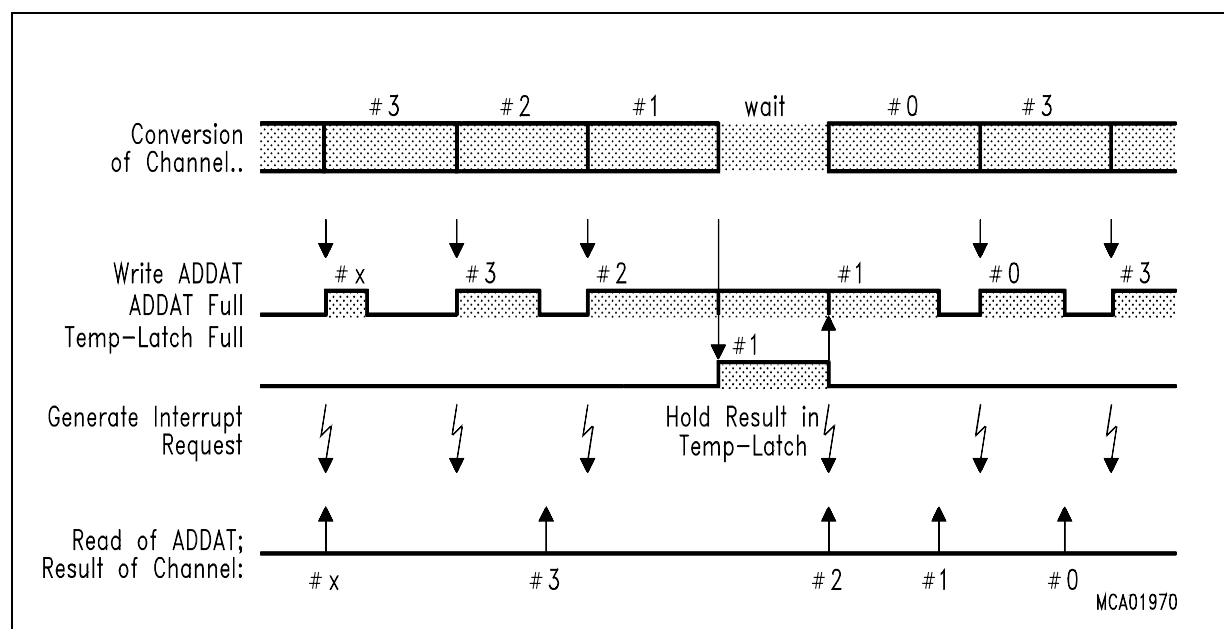 #3 #2 #1 wait #0 #3
Conversion
of Channel..
Write ADDAT #x #3 #2 #1 #0 #3
ADDAT Full
Temp-Latch Full
#1
Generate Interrupt Hold Result in
Request Temp-Latch
Read of ADDAT;
Result of Channel: #x #3 #2 #1 #0
MCA01970